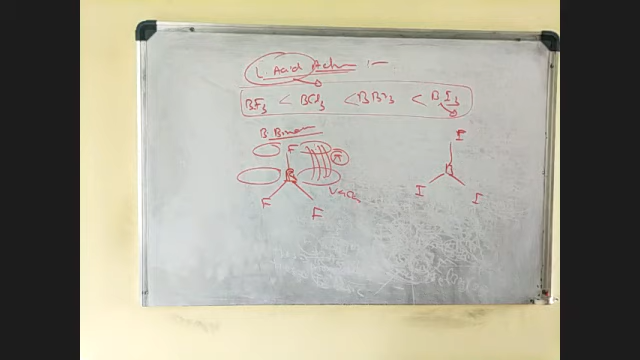 L. Acid :-
BF3 < BCl3 < BBr3 < BI3
B.
F
π
B
F
F
I
B
I
I